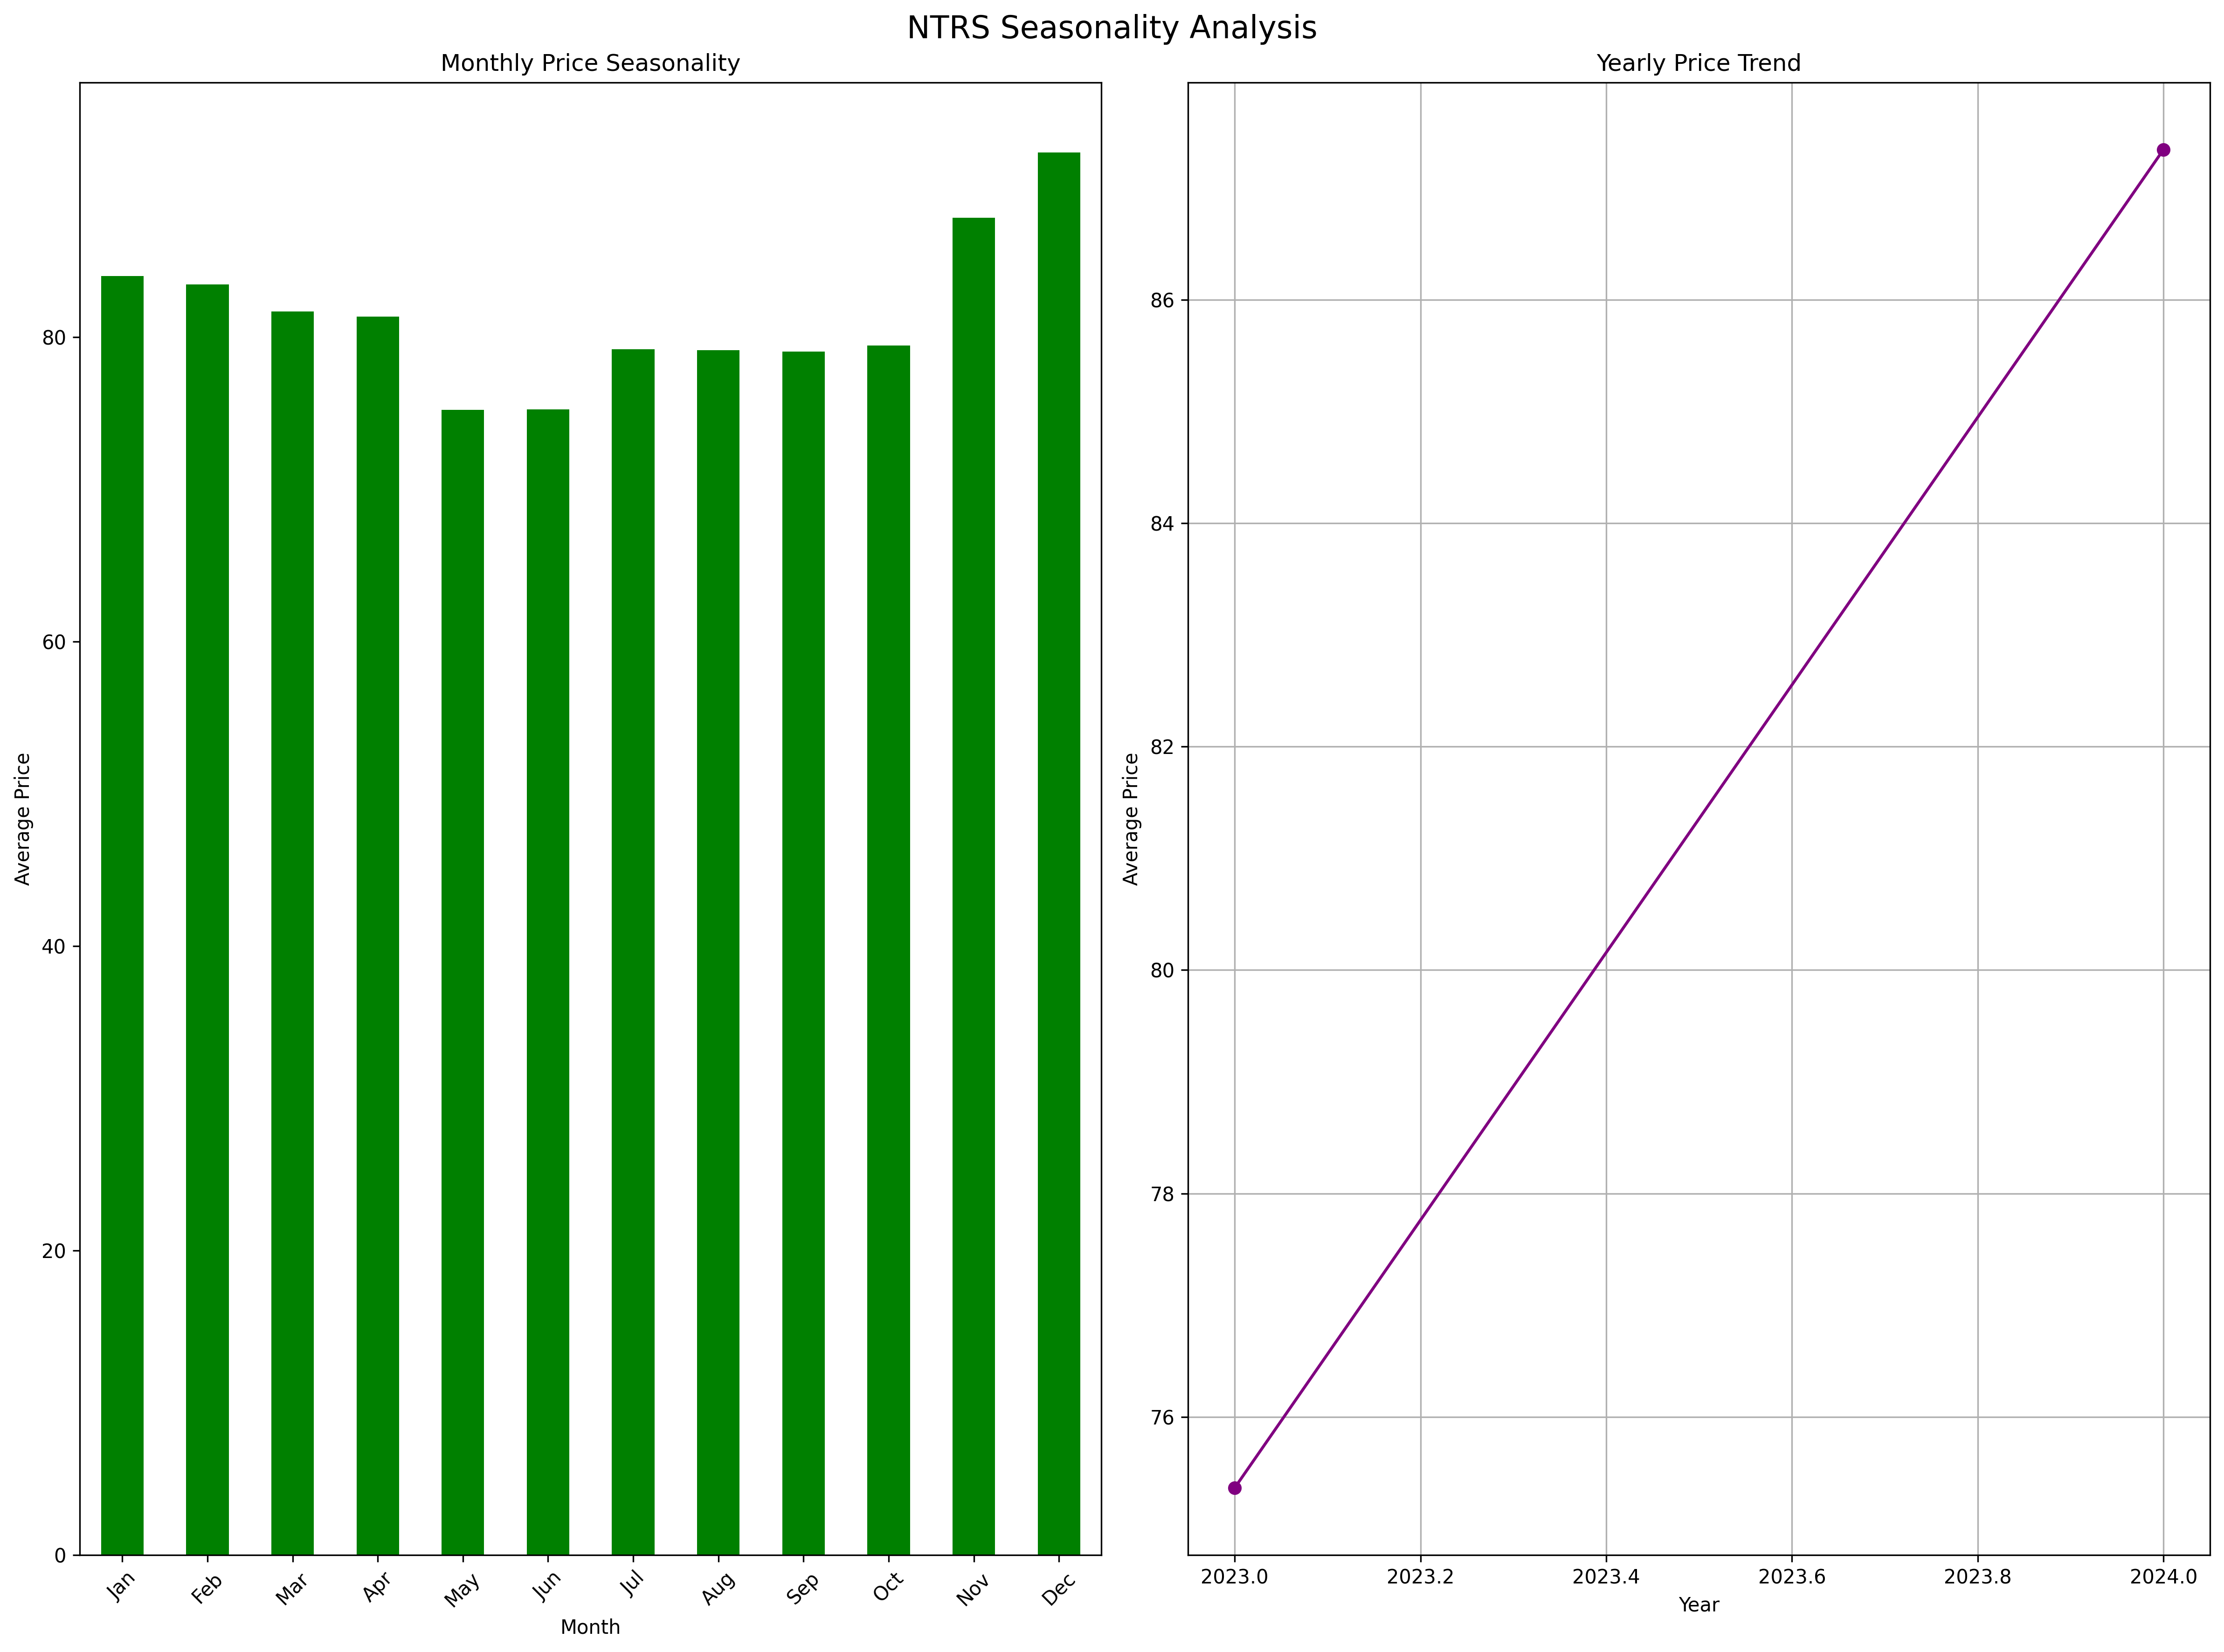 NTRS Seasonality Analysis
Monthly Price Seasonality
Average Price
80
60
40
20
0
Jan Feb Mar Apr May Jun Jul Aug Sep Oct Nov Dec
Month
Yearly Price Trend
Average Price
86
84
82
80
78
76
2023.0 2023.2 2023.4 2023.6 2023.8 2024.0
Year